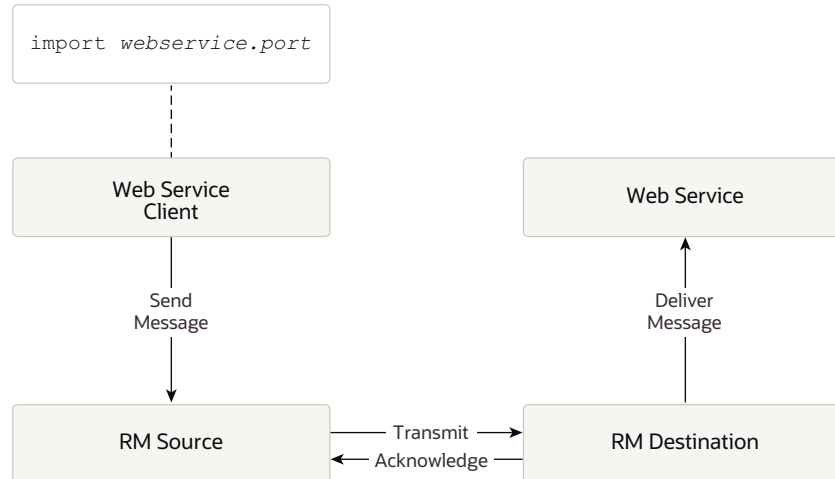 import webservice.port
Web Service
Client
Web Service
Send
Message
Deliver
Message
RM Source
Transmit
Acknowledge
RM Destination